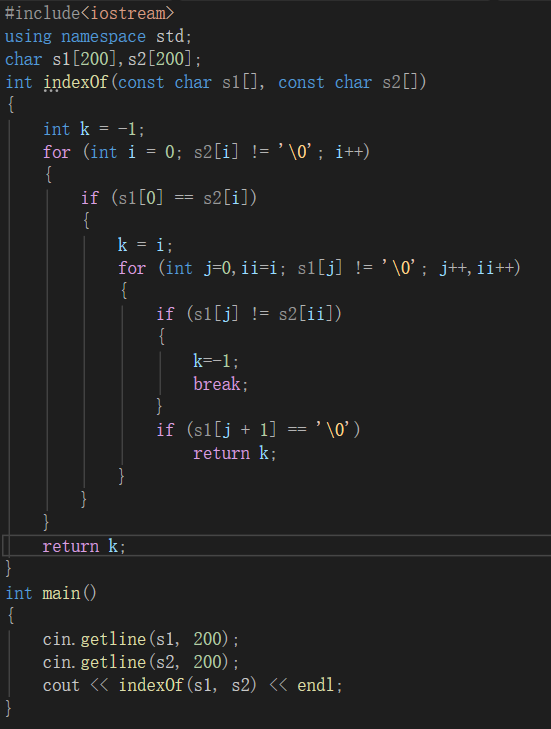 #include<iostream>
using namespace std;
char s1[200],s2[200];
int indexOf(const char s1[], const char s2[])
{
    int k = -1;
    for (int i = 0; s2[i] != '\0'; i++)
    {
        if (s1[0] == s2[i])
        {
            k = i;
            for (int j=0,ii=i; s1[j] != '\0'; j++,ii++)
            {
                if (s1[j] != s2[ii])
                {
                    k=-1;
                    break;
                }
                if (s1[j + 1] == '\0')
                    return k;
            }
        }
    }
    return k;
}
int main()
{
    cin.getline(s1, 200);
    cin.getline(s2, 200);
    cout << indexOf(s1, s2) << endl;
}